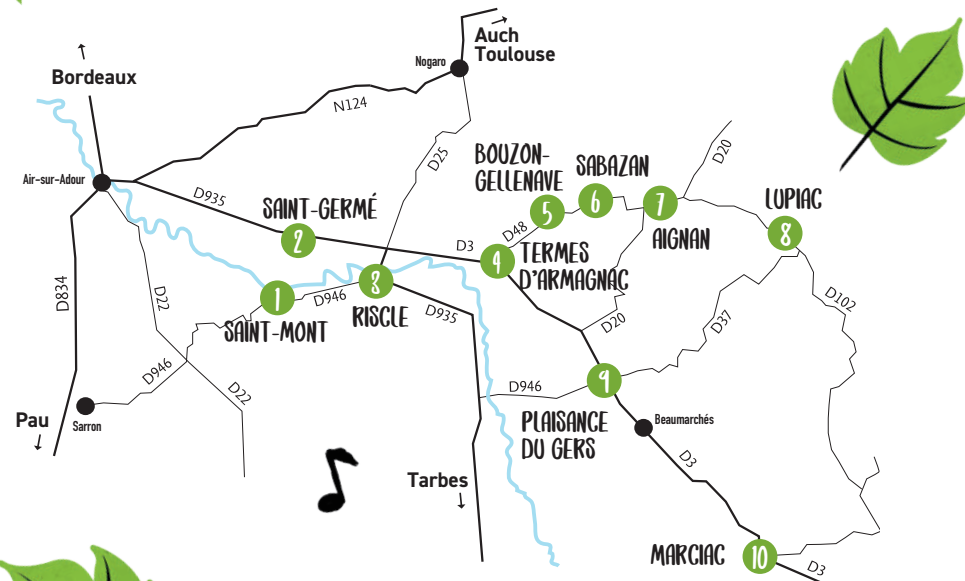 Auch
Toulouse
Nogaro
Bordeaux
N124
D25
Air-sur-Adour
D935
D20
BOUZON-
GELLENAVE
SABAZAN
5
6
7
LUPIAC
8
SAINT-GERMÉ
2
D48
AIGNAN
D3
4
TERMES
D'ARMAGNAC
D834
D22
1
D946
3
SAINT-MONT
RISCLE
D935
D20
D37
D102
D946
D22
D946
9
Sarron
Pau
PLAISANCE
DU GERS
Beaumarchés
D3
Tarbes
MARCIAC
10
D3